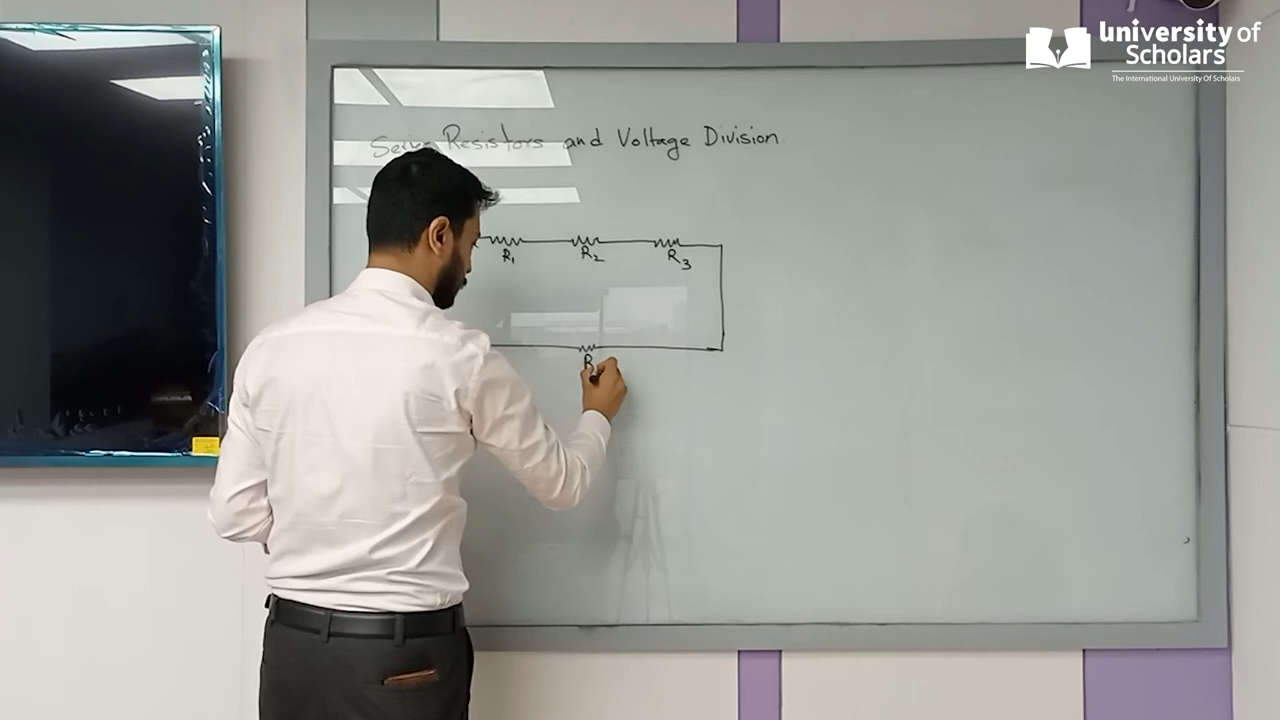 University of
Scholars
The International University Of Scholars
Series Resistors and Voltage Division
R1 R2 R3
R